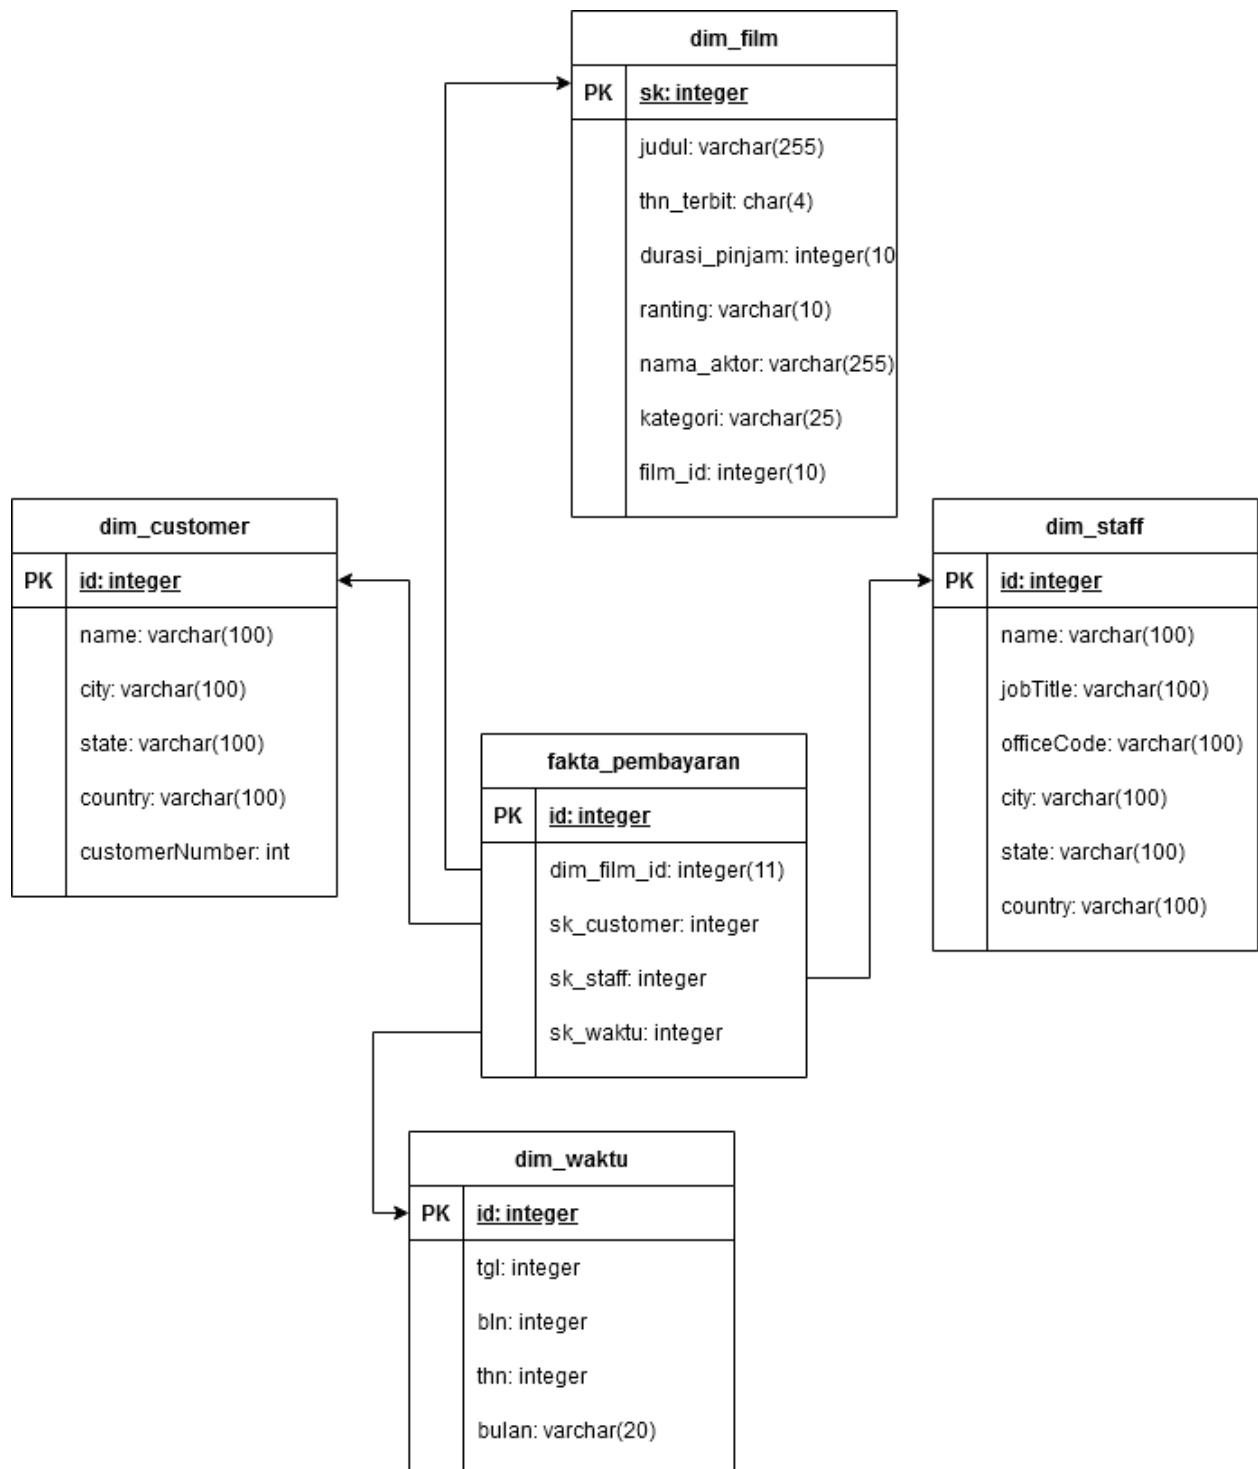 dim_film
PK sk: integer
judul: varchar(255)
thn_terbit: char(4)
durasi_pinjam: integer(10
ranting: varchar(10)
nama_aktor: varchar(255)
kategori: varchar(25)
film_id: integer(10)
dim_customer
PK id: integer
name: varchar(100)
city: varchar(100)
state: varchar(100)
country: varchar(100)
customerNumber: int
dim_staff
PK id: integer
name: varchar(100)
jobTitle: varchar(100)
officeCode: varchar(100)
city: varchar(100)
state: varchar(100)
country: varchar(100)
fakta_pembayaran
PK id: integer
dim_film_id: integer(11)
sk_customer: integer
sk_staff: integer
sk_waktu: integer
dim_waktu
PK id: integer
tgl: integer
bln: integer
thn: integer
bulan: varchar(20)